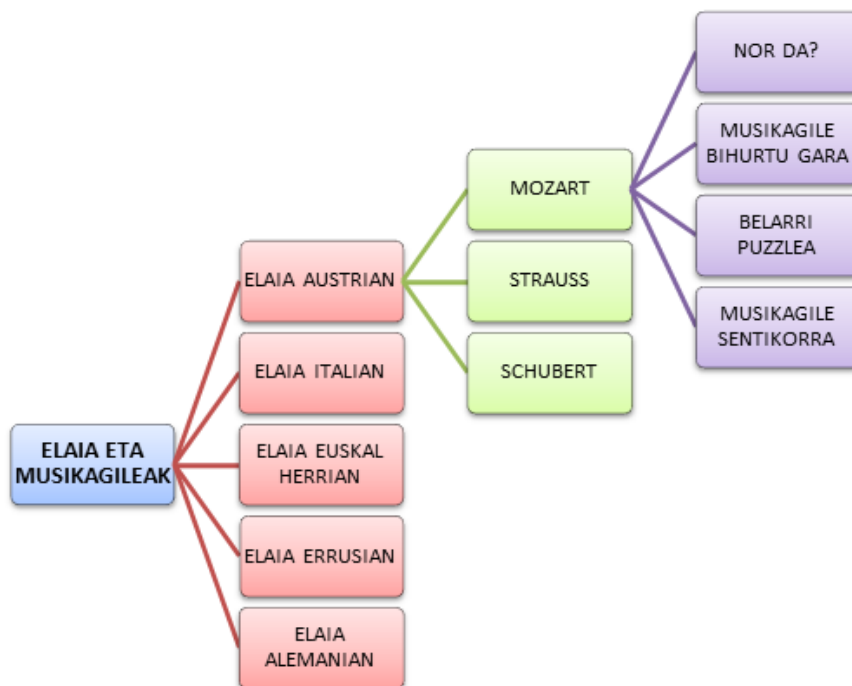 ELAIA ETA
MUSIKAGILEAK
ELAIA AUSTRIAN
ELAIA ITALIAN
ELAIA EUSKAL
HERRIAN
ELAIA ERRUSIAN
ELAIA
ALEMANIAN
MOZART
STRAUSS
SCHUBERT
NOR DA?
MUSIKAGILE
BIHURTU GARA
BELARRI
PUZZLEA
MUSIKAGILE
SENTIKORRA